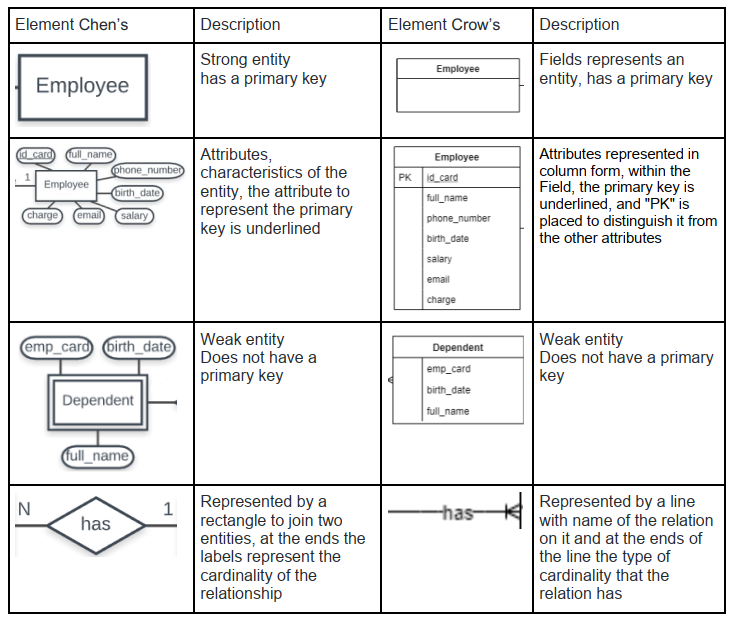 Element Chen's
Description
Element Crow's
Description
Employee
Strong entity
has a primary key
Employee
Fields represents an
entity, has a primary key
id_card
full_name
phone_number
1
Employee
birth_date
charge
email
salary
Attributes,
characteristics of the
entity, the attribute to
represent the primary
key is underlined
Employee
PK
id_card
full_name
phone_number
birth_date
salary
email
charge
Attributes represented in
column form, within the
Field, the primary key is
underlined, and "PK" is
placed to distinguish it from
the other attributes
emp_card
birth_date
Dependent
full_name
Weak entity
Does not have a
primary key
Dependent
emp_card
birth_date
full_name
Weak entity
Does not have a primary
key
N
has
1
Represented by a
rectangle to join two
entities, at the ends the
labels represent the
cardinality of the
relationship
has
Represented by a line
with name of the relation
on it and at the ends of
the line the type of
cardinality that the
relation has